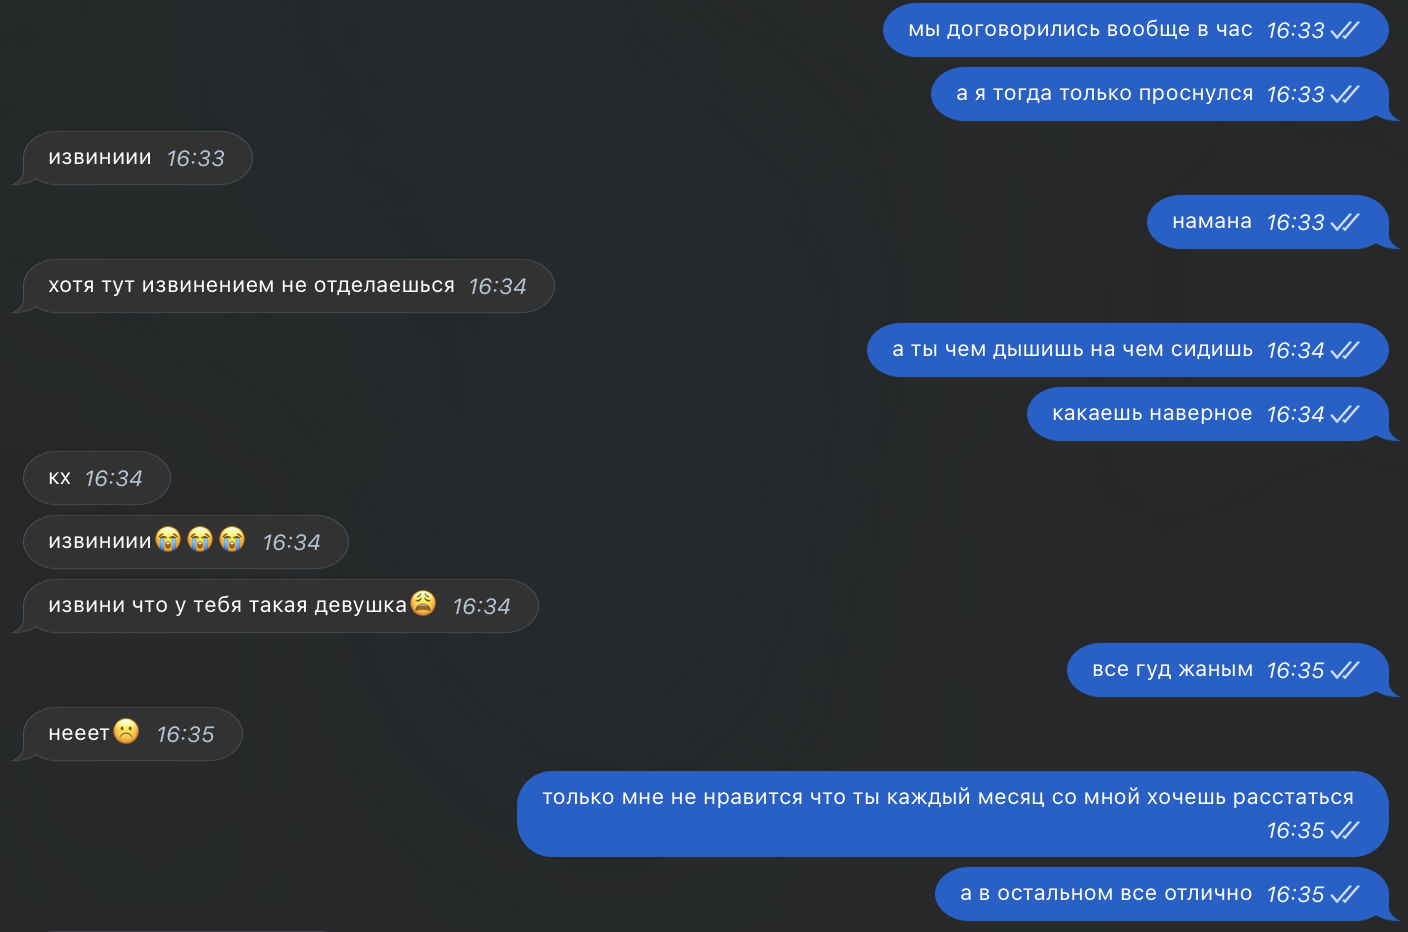 мы договорились вообще в час 16:33
а я тогда только проснулся 16:33
извиниии 16:33
намана 16:33
хотя тут извинением не отделаешься 16:34
а ты чем дышишь на чем сидишь 16:34
какаешь наверное 16:34
кх 16:34
извиниии😭😭😭 16:34
извини что у тебя такая девушка😩 16:34
все гуд жаным 16:35
нееет☹️ 16:35
только мне не нравится что ты каждый месяц со мной хочешь расстаться
16:35
а в остальном все отлично 16:35